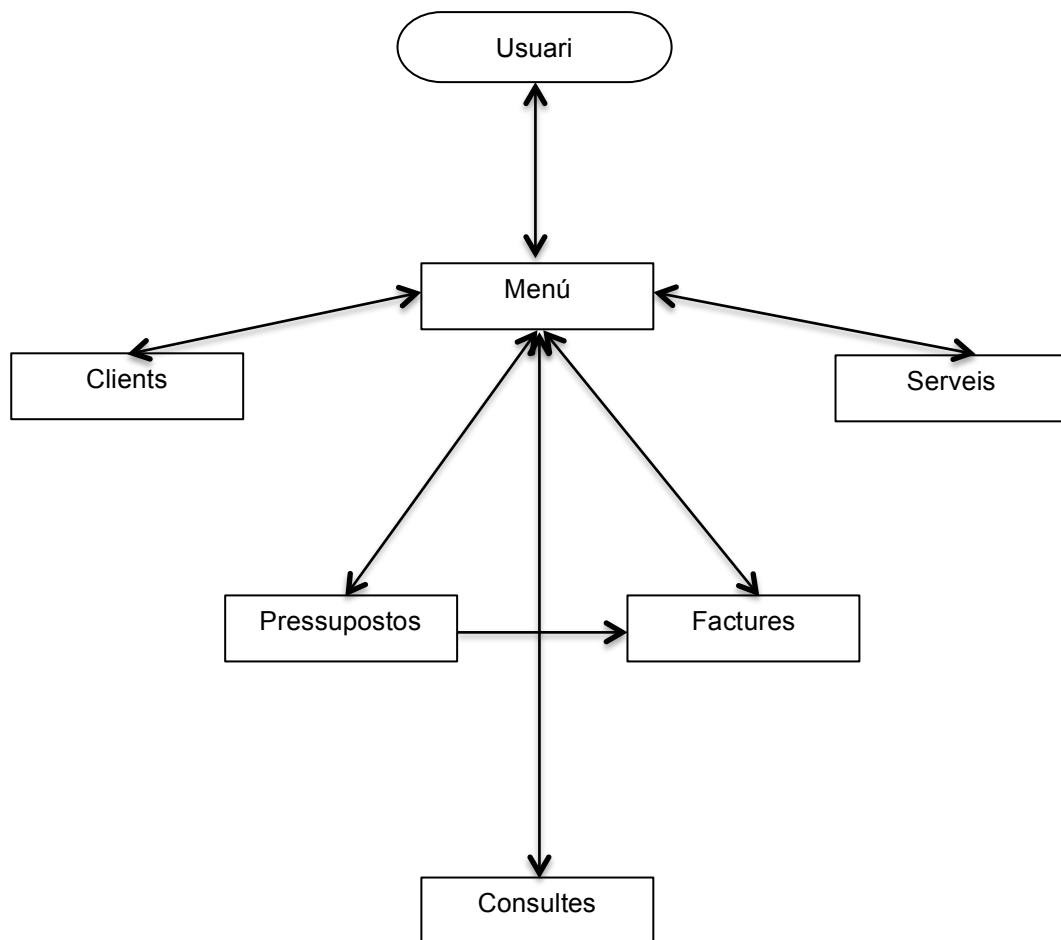 Usuari
Menú
Clients
Serveis
Pressupostos
Factures
Consultes